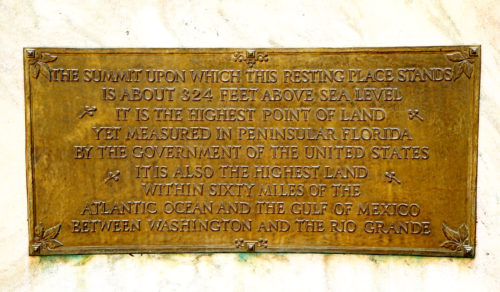 THE SUMMIT UPON WHICH THIS RESTING PLACE STANDS
IS ABOUT 324 FEET ABOVE SEA LEVEL
IT IS THE HIGHEST POINT OF LAND
YET MEASURED IN PENINSULAR FLORIDA
BY THE GOVERNMENT OF THE UNITED STATES
IT IS ALSO THE HIGHEST LAND
WITHIN SIXTY MILES OF THE
ATLANTIC OCEAN AND THE GULF OF MEXICO
BETWEEN WASHINGTON AND THE RIO GRANDE